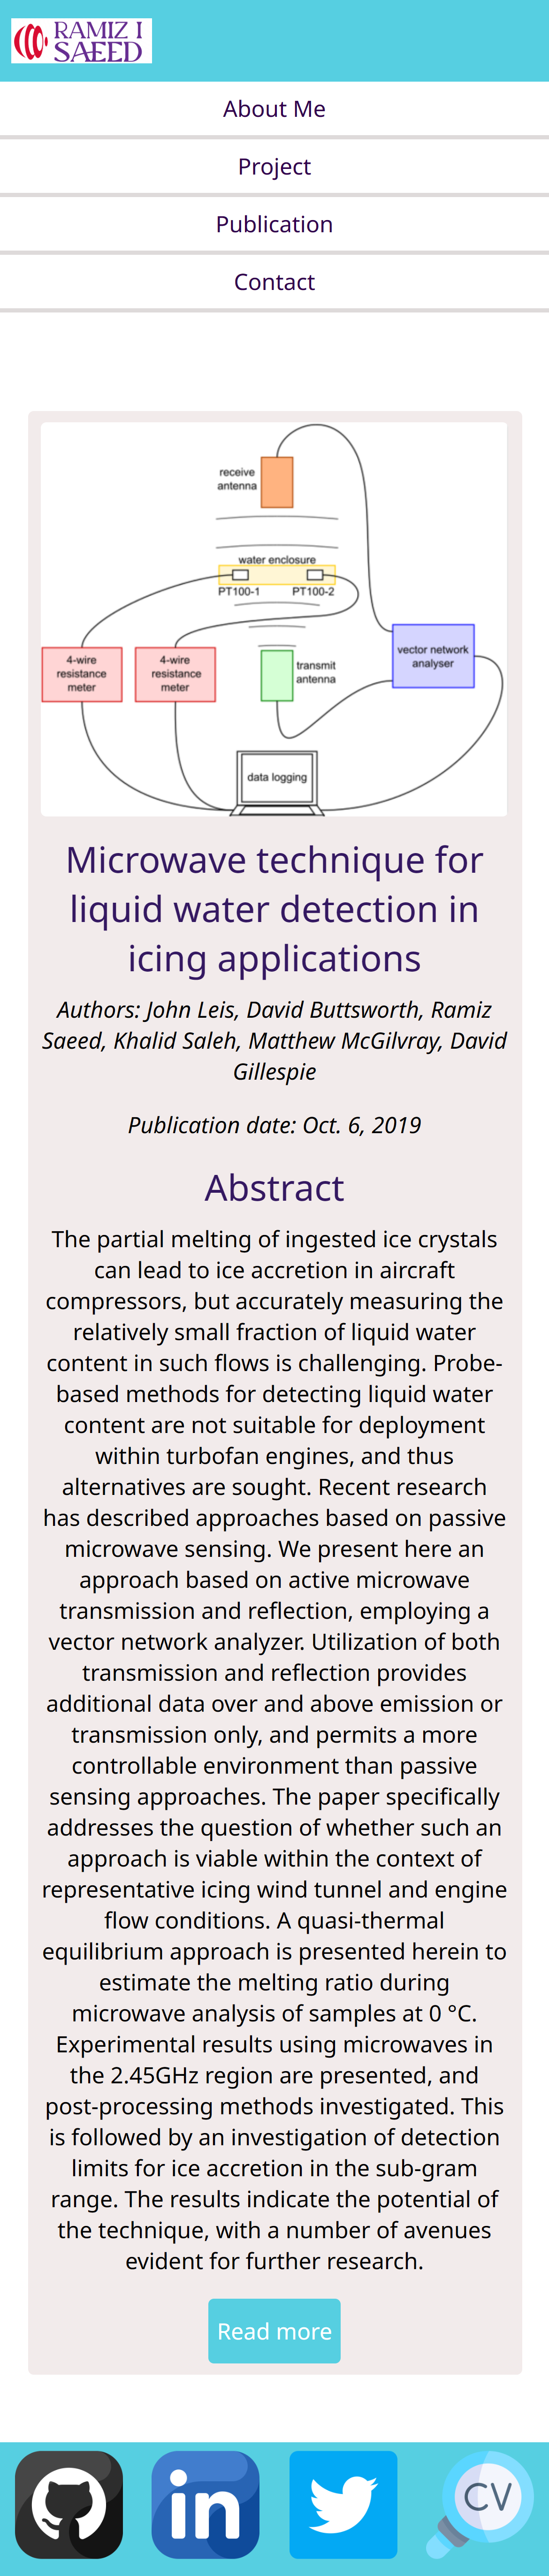 RAMIZ I
SAEED
About Me
Project
Publication
Contact
receive
antenna
water enclosure
PT100-1 PT100-2
4-wire
resistance
meter
4-wire
resistance
meter
transmit
antenna
vector network
analyser
data logging
Microwave technique for
liquid water detection in
icing applications
Authors: John Leis, David Buttsworth, Ramiz
Saeed, Khalid Saleh, Matthew McGilvray, David
Gillespie
Publication date: Oct. 6, 2019
Abstract
The partial melting of ingested ice crystals
can lead to ice accretion in aircraft
compressors, but accurately measuring the
relatively small fraction of liquid water
content in such flows is challenging. Probe-
based methods for detecting liquid water
content are not suitable for deployment
within turbofan engines, and thus
alternatives are sought. Recent research
has described approaches based on passive
microwave sensing. We present here an
approach based on active microwave
transmission and reflection, employing a
vector network analyzer. Utilization of both
transmission and reflection provides
additional data over and above emission or
transmission only, and permits a more
controllable environment than passive
sensing approaches. The paper specifically
addresses the question of whether such an
approach is viable within the context of
representative icing wind tunnel and engine
flow conditions. A quasi-thermal
equilibrium approach is presented herein to
estimate the melting ratio during
microwave analysis of samples at 0 °C.
Experimental results using microwaves in
the 2.45GHz region are presented, and
post-processing methods investigated. This
is followed by an investigation of detection
limits for ice accretion in the sub-gram
range. The results indicate the potential of
the technique, with a number of avenues
evident for further research.
Read more
in
CV